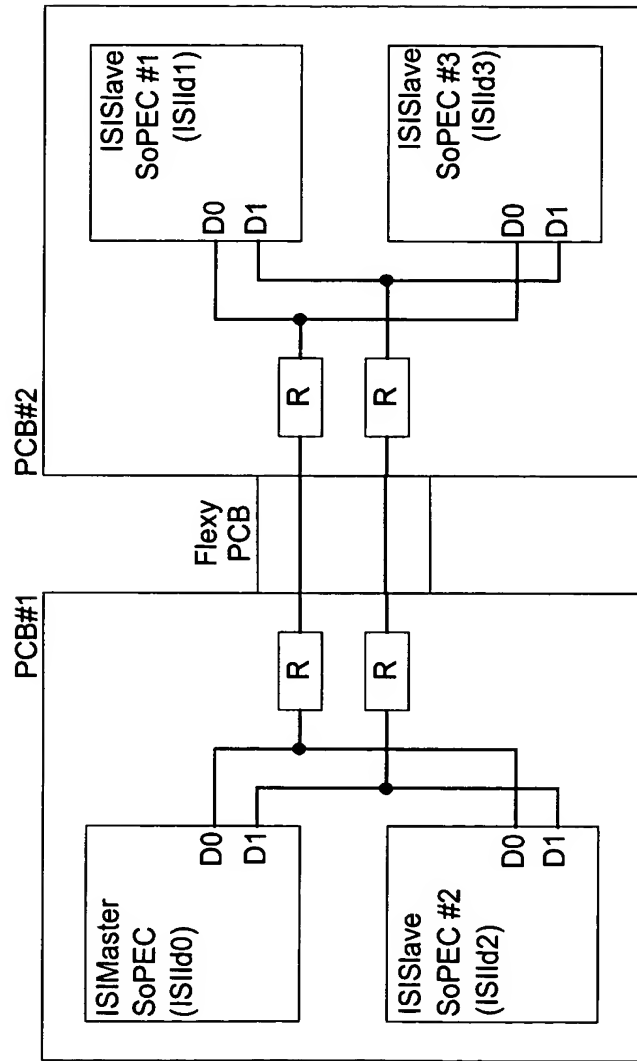 PCB#1
ISIMaster
SoPEC
(ISIId0)
D0
D1
ISISlave
SoPEC #2
(ISIId2)
D0
D1
R
R
Flexy
PCB
PCB#2
R
R
ISISlave
SoPEC #1
(ISIId1)
D0
D1
ISISlave
SoPEC #3
(ISIId3)
D0
D1